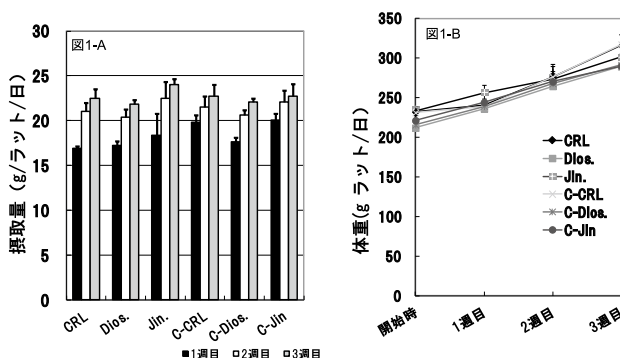 図1-A
摂取量 (g/ラット/日)
30
25
20
15
10
5
0
CRL
Dios.
Jin.
C-CRL
C-Dios.
C-Jin
■1週目 □2週目 ■3週目
図1-B
体重(g ラット/日)
350
300
250
200
150
100
50
0
CRL
Dios.
Jin.
C-CRL
C-Dios.
C-Jin
開始時
1週目
2週目
3週目